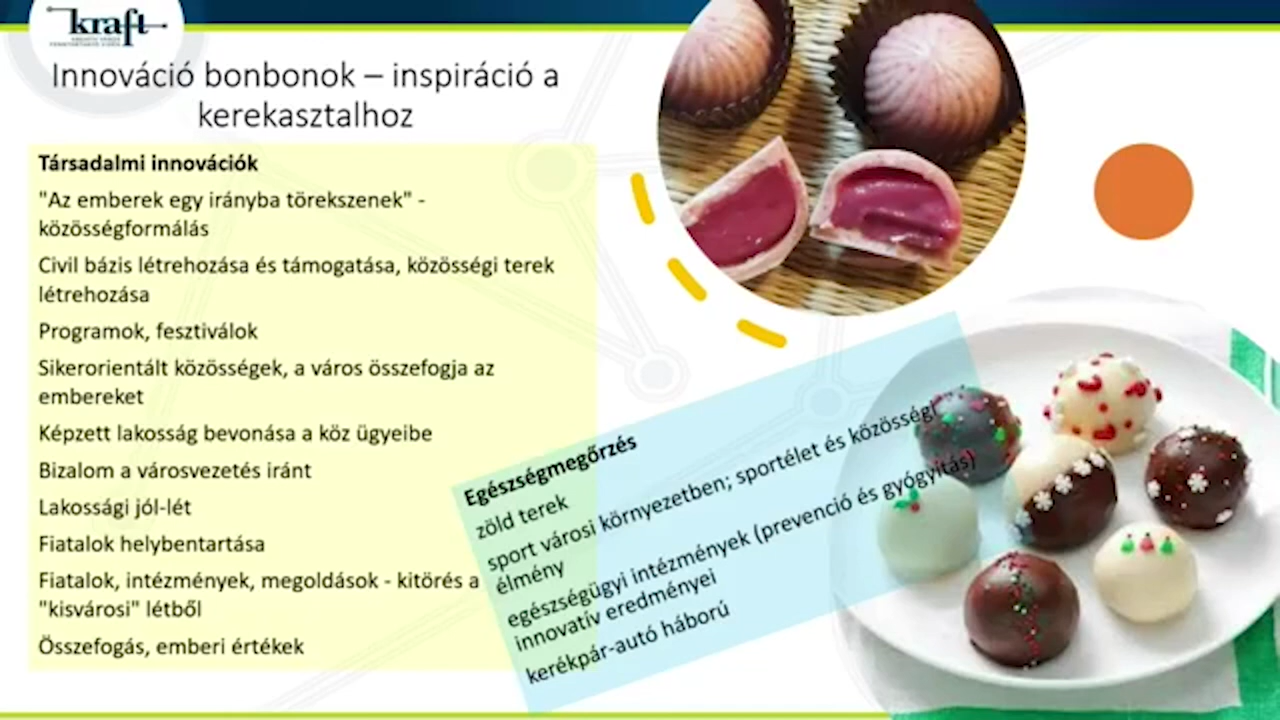 kraft
Innováció bonbonok – inspiráció a
kerekasztalhoz
Társadalmi innovációk
"Az emberek egy irányba törekszenek" -
közösségformálás
Civil bázis létrehozása és támogatása, közösségi terek
létrehozása
Programok, fesztiválok
Sikerorientált közösségek, a város összefogja az
embereket
Képzett lakosság bevonása a köz ügyeibe
Bizalom a városvezetés iránt
Lakossági jól-lét
Fiatalok helybentartása
Fiatalok, intézmények, megoldások - kitörés a
"kisvárosi" létből
Összefogás, emberi értékek
Egészségmegőrzés
zöld terek
sport városi környezetben; sportélet és közösségi
élmény
egészségügyi intézmények (prevenció és gyógyítás)
innovatív eredményei
kerékpár-autó háború